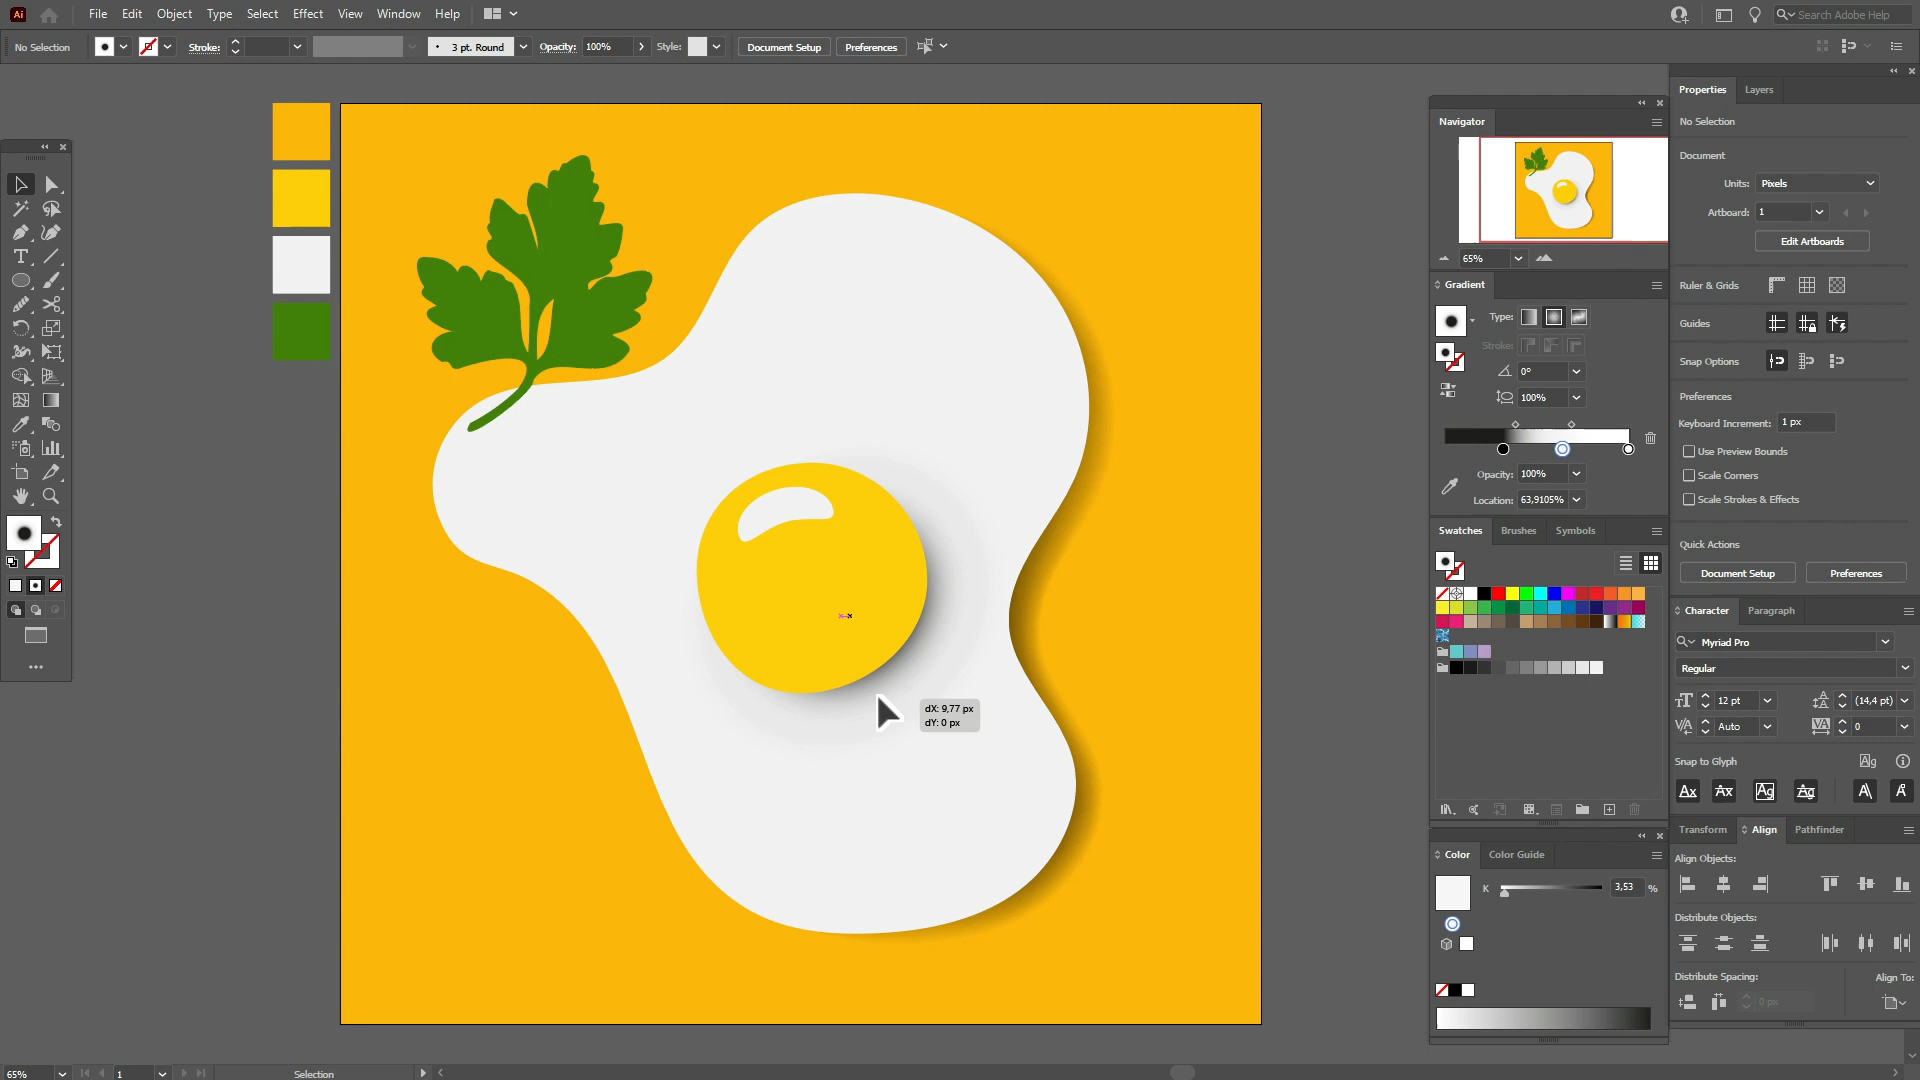 Ai File Edit Object Type Select Effect View Window Help Search Adobe Help
No Selection Stroke: 3 pt. Round Opacity: 100% Style: Document Setup Preferences
Properties Layers
No Selection
Document
Units: Pixels
Artboard: 1
Edit Artboards
Ruler & Grids
Guides
Snap Options
Preferences
Keyboard Increment: 1 px
Use Preview Bounds
Scale Corners
Scale Strokes & Effects
Quick Actions
Document Setup Preferences
Character Paragraph
Myriad Pro
Regular
12 pt (14,4 pt)
Auto 0
Snap to Glyph
Transform Align Pathfinder
Align Objects:
Distribute Objects:
Distribute Spacing: Align To:
0 px
Navigator
65%
Gradient
Type:
Stroke:
0°
100%
Opacity: 100%
Location: 63,9105%
Swatches Brushes Symbols
Color Color Guide
K 3,53 %
dX: 9,77 px
dY: 0 px
65% 1 Selection